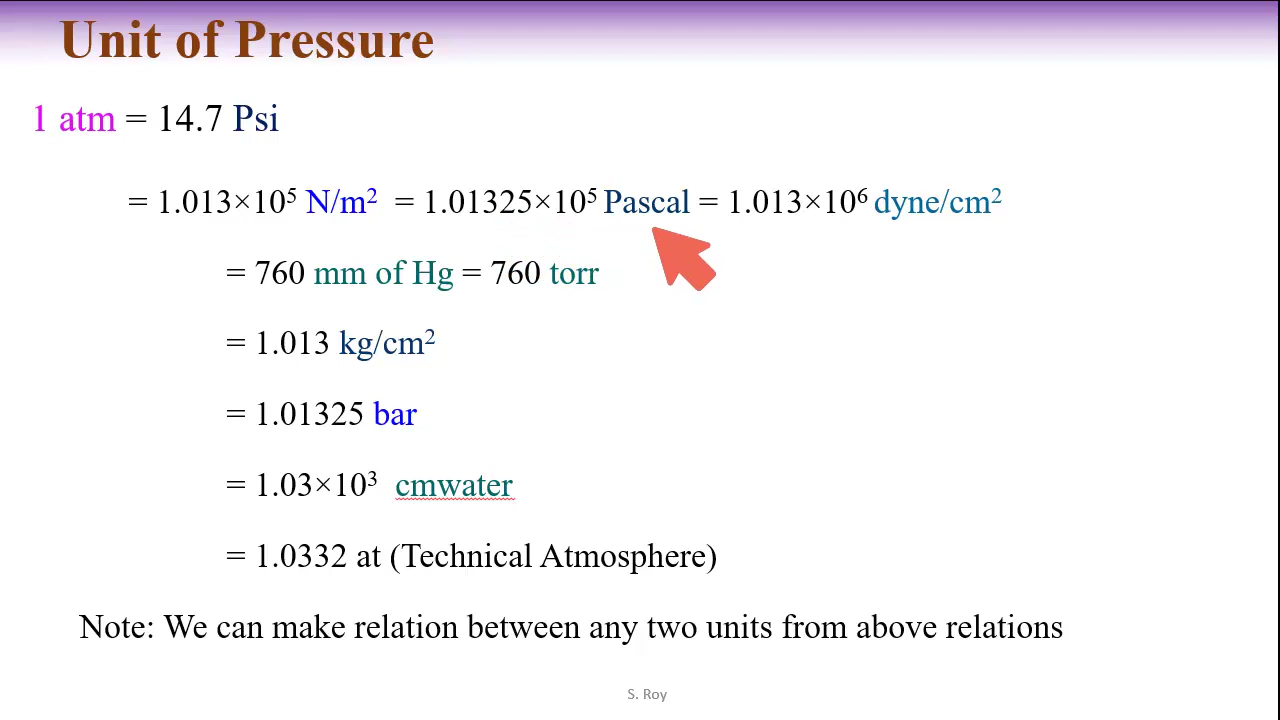 Unit of Pressure
1 atm = 14.7 Psi
= 1.013×10⁵ N/m² = 1.01325×10⁵ Pascal = 1.013×10⁶ dyne/cm²
= 760 mm of Hg = 760 torr
= 1.013 kg/cm²
= 1.01325 bar
= 1.03×10³ cmwater
= 1.0332 at (Technical Atmosphere)
Note: We can make relation between any two units from above relations
S. Roy